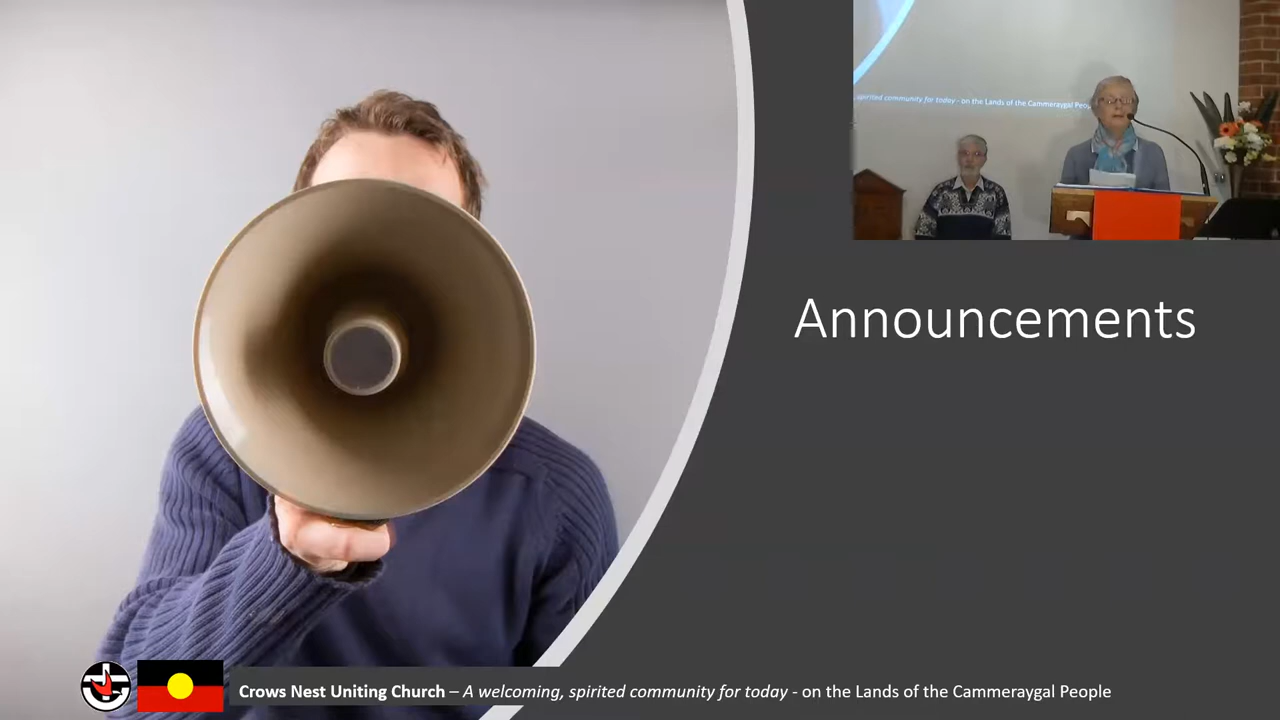 spirited community for today - on the Lands of the Cammeraygal
Announcements
Crows Nest Uniting Church – A welcoming, spirited community for today - on the Lands of the Cammeraygal People